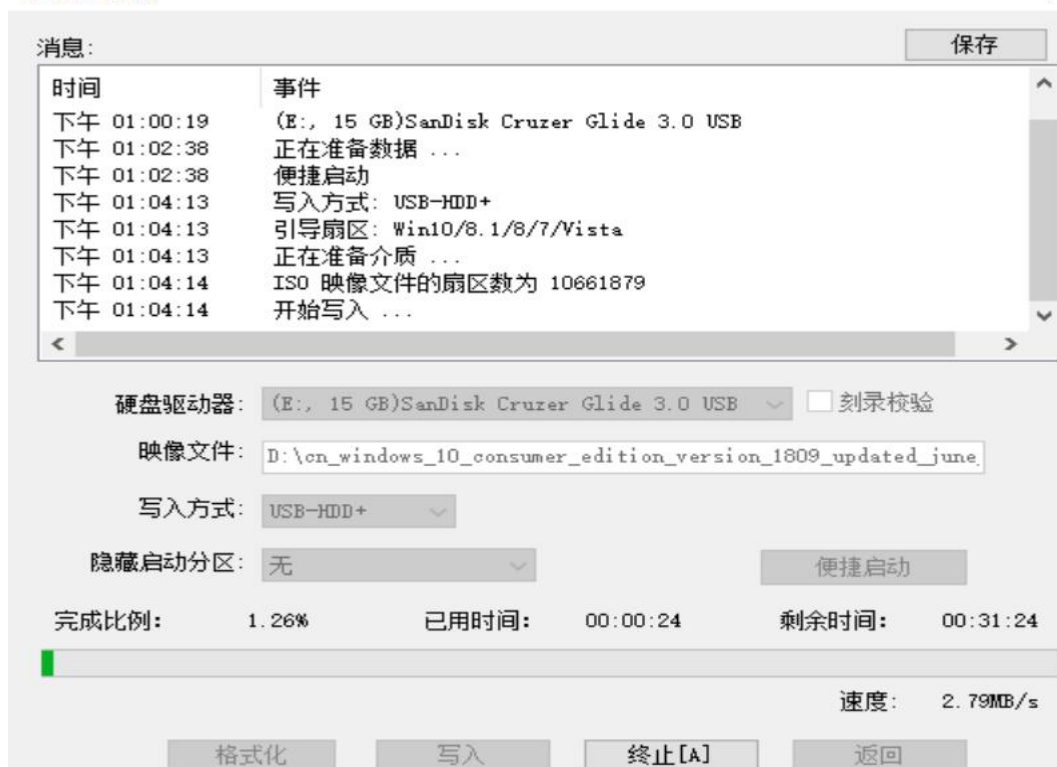 消息:
保存
时间 事件
下午 01:00:19 (E:, 15 GB)SanDisk Cruzer Glide 3.0 USB
下午 01:02:38 正在准备数据 ...
下午 01:02:38 便捷启动
下午 01:04:13 写入方式: USB-HDD+
下午 01:04:13 引导扇区: Win10/8.1/8/7/Vista
下午 01:04:13 正在准备介质 ...
下午 01:04:14 ISO 映像文件的扇区数为 10661879
下午 01:04:14 开始写入 ...
硬盘驱动器: (E:, 15 GB)SanDisk Cruzer Glide 3.0 USB 刻录校验
映像文件: D:\cn_windows_10_consumer_edition_version_1809_updated_june_
写入方式: USB-HDD+
隐藏启动分区: 无 便捷启动
完成比例: 1.26% 已用时间: 00:00:24 剩余时间: 00:31:24
速度: 2.79MB/s
格式化 写入 终止[A] 返回